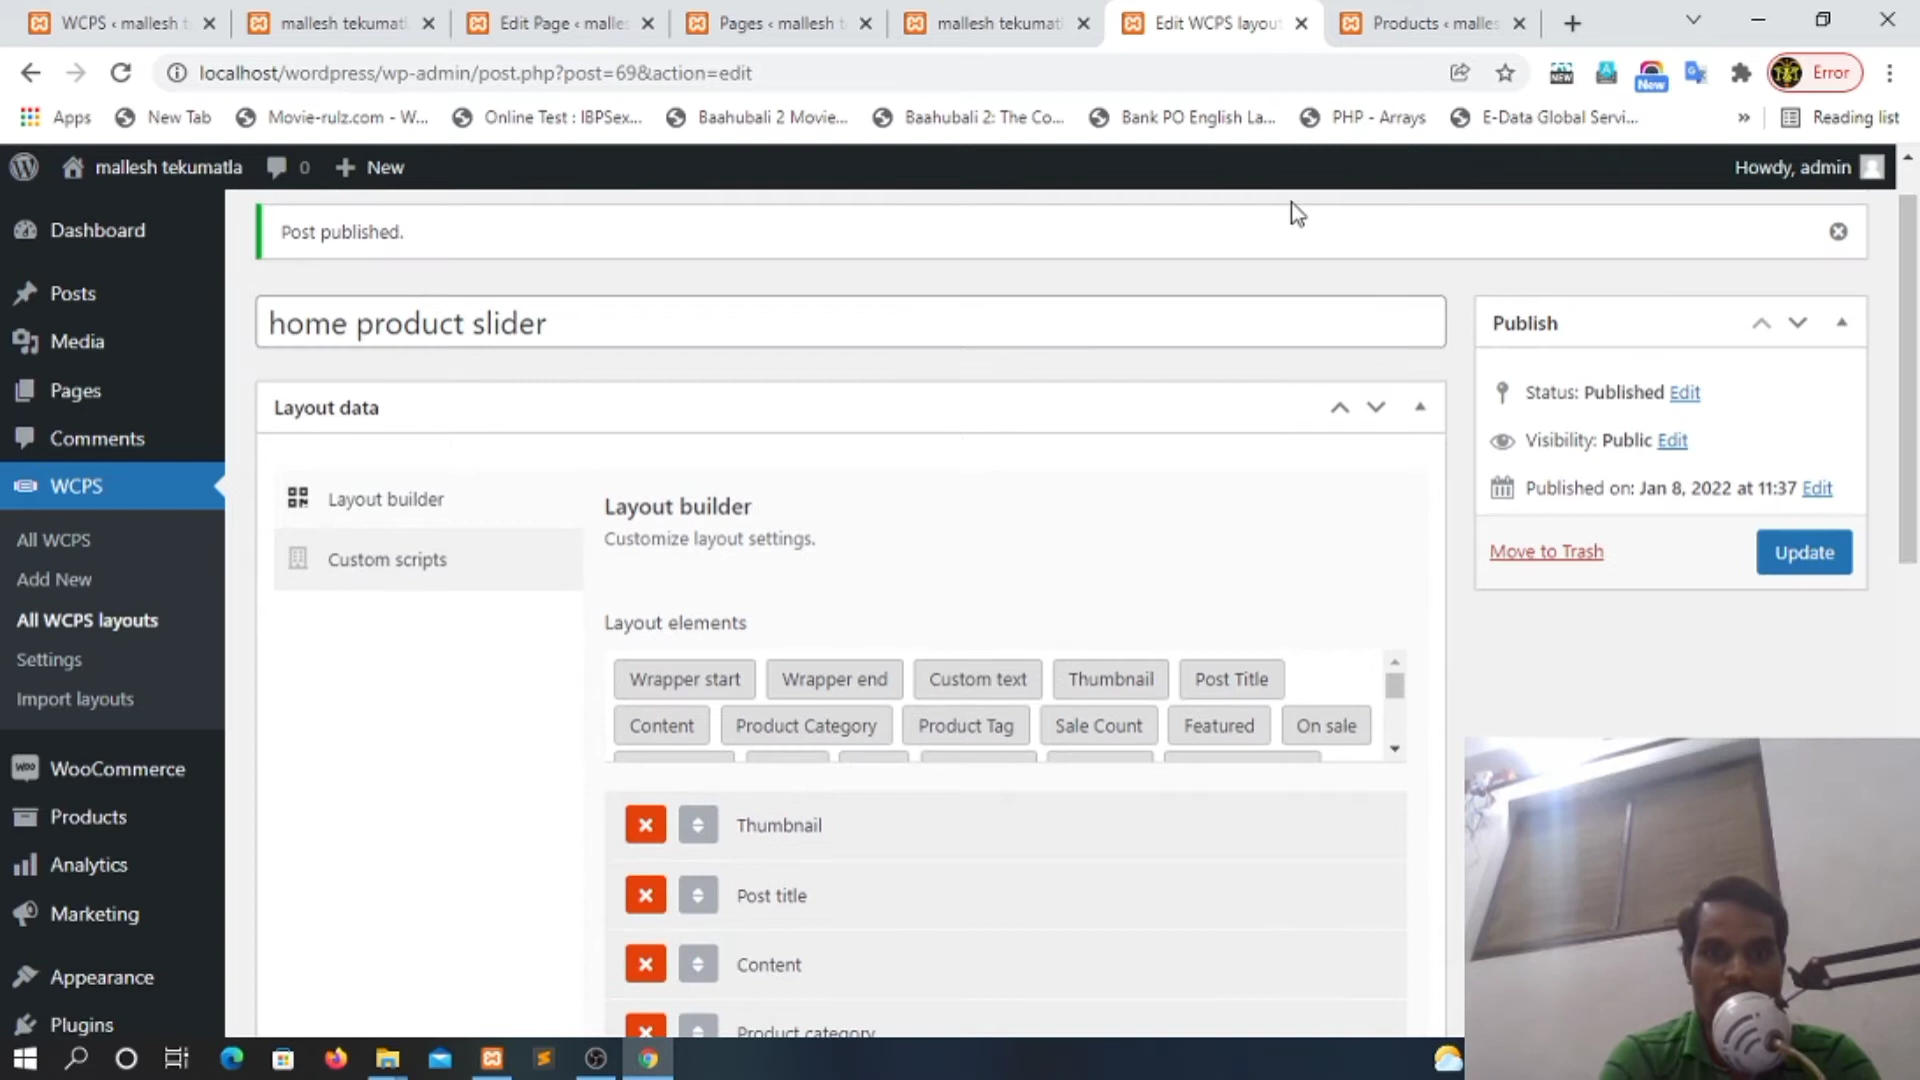 WCPS ‹ mallesh t
mallesh tekumatl
Edit Page ‹ malle
Pages ‹ mallesh t
mallesh tekumatl
Edit WCPS layou
Products ‹ malles
localhost/wordpress/wp-admin/post.php?post=69&action=edit
NEW
New
Error
Apps
New Tab
Movie-rulz.com - W...
Online Test : IBPSex...
Baahubali 2 Movie...
Baahubali 2: The Co...
Bank PO English La...
PHP - Arrays
E-Data Global Servi...
»
Reading list
mallesh tekumatla
0
New
Howdy, admin
Dashboard
Posts
Media
Pages
Comments
WCPS
All WCPS
Add New
All WCPS layouts
Settings
Import layouts
WooCommerce
Products
Analytics
Marketing
Appearance
Plugins
Post published.
home product slider
Layout data
Layout builder
Custom scripts
Layout builder
Customize layout settings.
Layout elements
Wrapper start
Wrapper end
Custom text
Thumbnail
Post Title
Content
Product Category
Product Tag
Sale Count
Featured
On sale
Thumbnail
Post title
Content
Product category
Publish
Status: Published Edit
Visibility: Public Edit
Published on: Jan 8, 2022 at 11:37 Edit
Move to Trash
Update